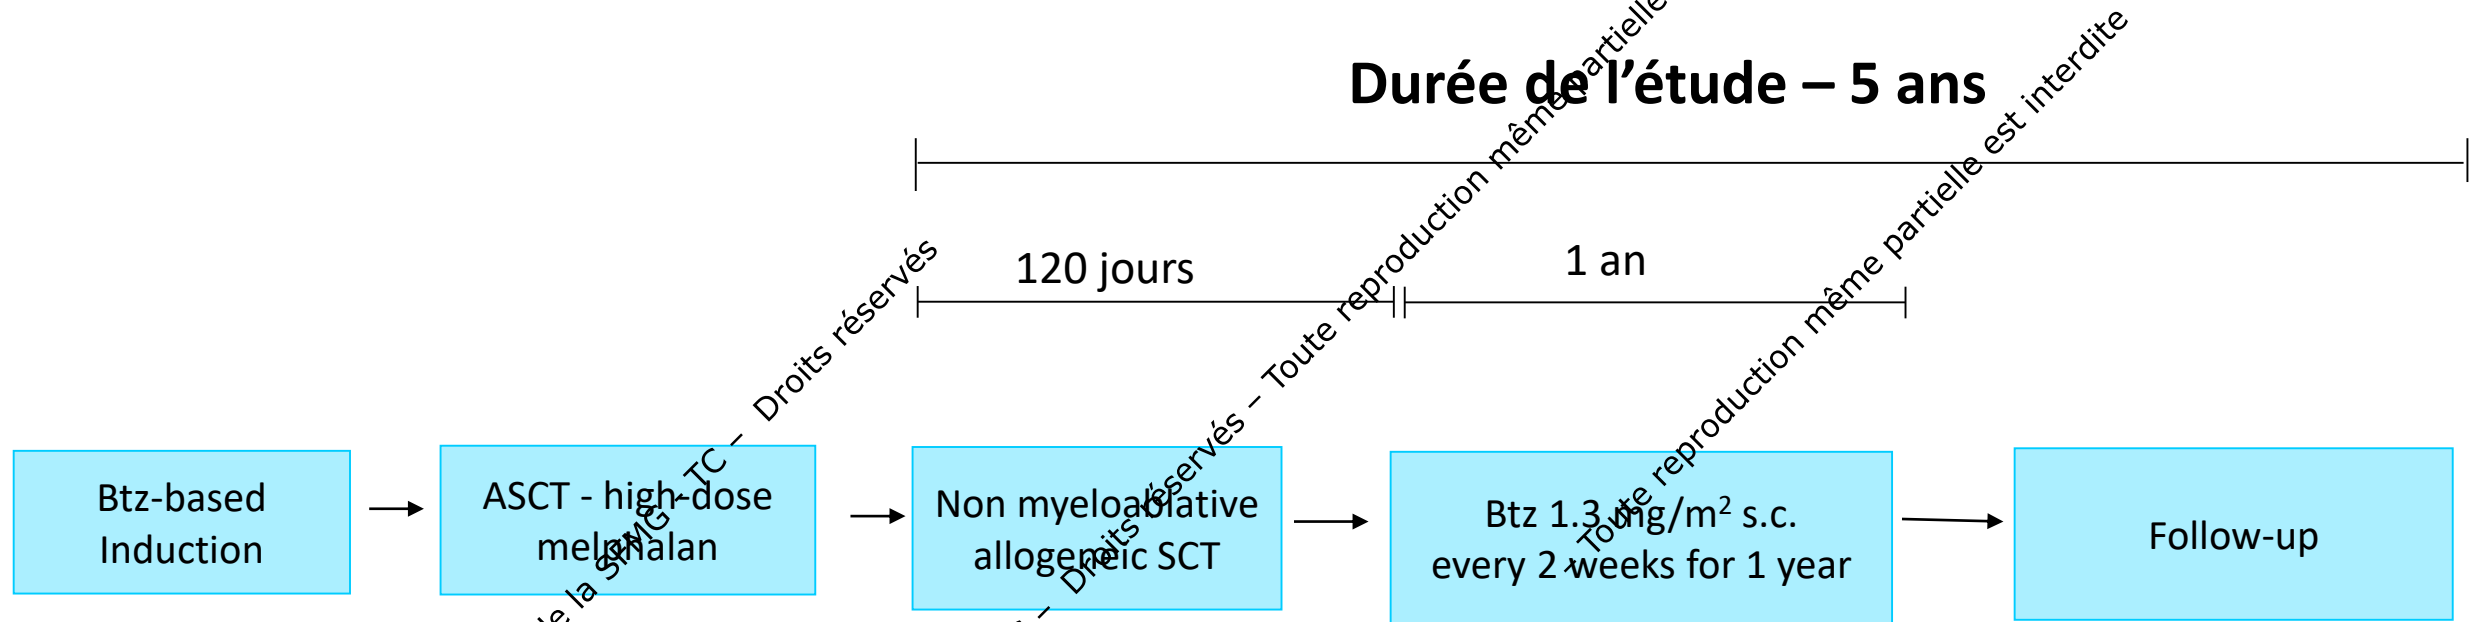 Durée de l’étude – 5 ans
120 jours
1 an
Btz-based
Induction
ASCT - high-dose
melphalan
Non myeloablative
allogeneic SCT
Btz 1.3 mg/m² s.c.
every 2 weeks for 1 year
Follow-up
de la SFMG - TC – Droits réservés
– Droits réservés – Toute reproduction même partielle
Toute reproduction même partielle est interdite